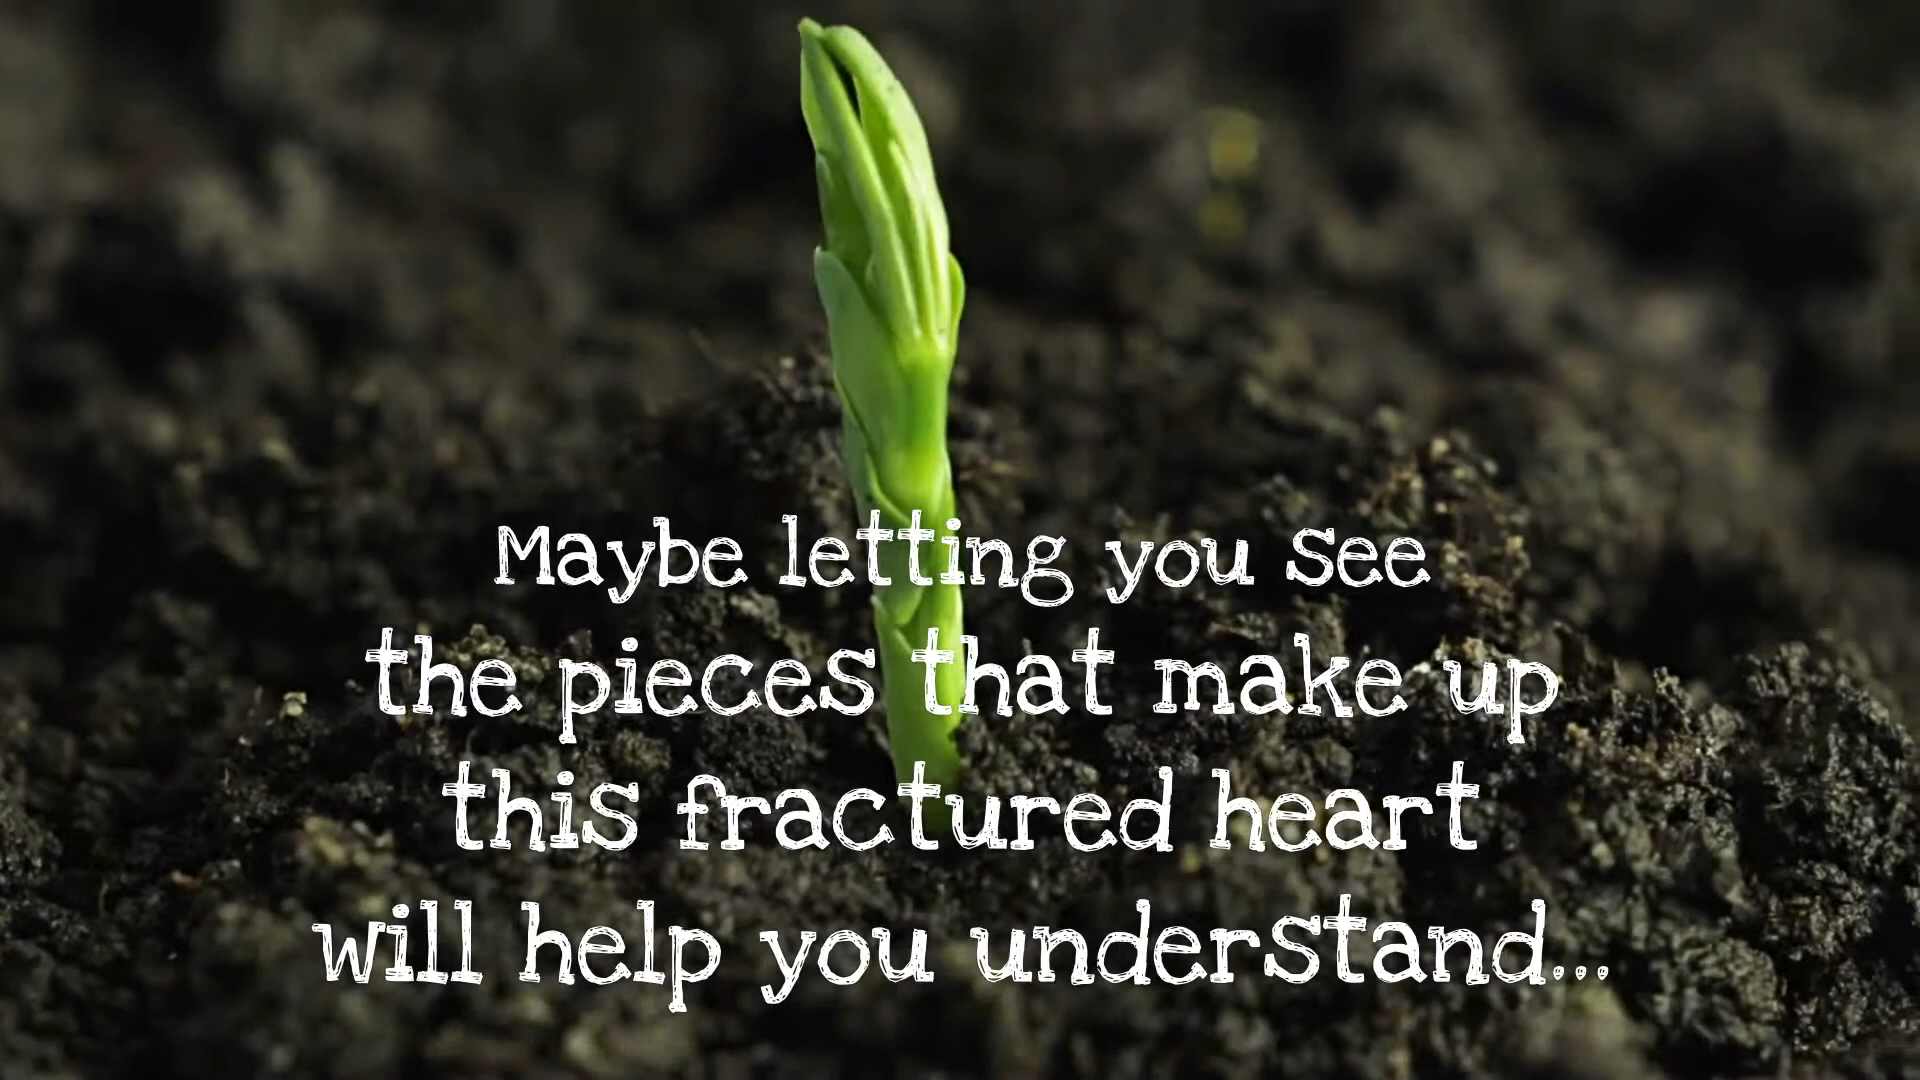 Maybe letting you see
the pieces that make up
this fractured heart
will help you understand...